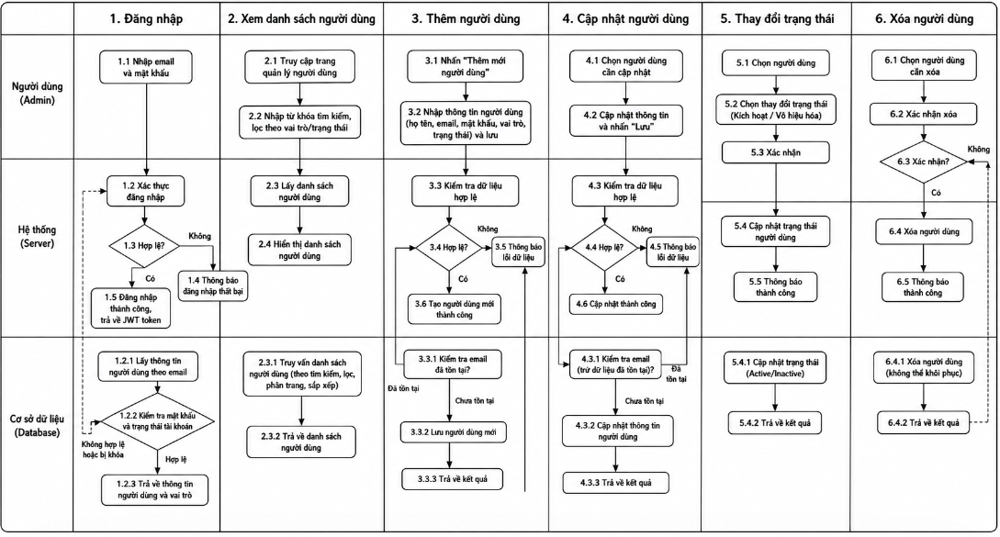 1. Đăng nhập
2. Xem danh sách người dùng
3. Thêm người dùng
4. Cập nhật người dùng
5. Thay đổi trạng thái
6. Xóa người dùng
Người dùng
(Admin)
1.1 Nhập email
và mật khẩu
2.1 Truy cập trang
quản lý người dùng
2.2 Nhập từ khóa tìm kiếm,
lọc theo vai trò/trạng thái
3.1 Nhấn "Thêm mới
người dùng"
3.2 Nhập thông tin người dùng
(họ tên, email, mật khẩu, vai trò,
trạng thái) và lưu
4.1 Chọn người dùng
cần cập nhật
4.2 Cập nhật thông tin
và nhấn "Lưu"
5.1 Chọn người dùng
5.2 Chọn thay đổi trạng thái
(Kích hoạt / Vô hiệu hóa)
5.3 Xác nhận
6.1 Chọn người dùng
cần xóa
6.2 Xác nhận xóa
6.3 Xác nhận?
Không
Có
Hệ thống
(Server)
1.2 Xác thực
đăng nhập
1.3 Hợp lệ?
Không
Có
1.4 Thông báo
đăng nhập thất bại
1.5 Đăng nhập
thành công,
trả về JWT token
2.3 Lấy danh sách
người dùng
2.4 Hiển thị danh sách
người dùng
3.3 Kiểm tra dữ liệu
hợp lệ
Không
3.4 Hợp lệ?
3.5 Thông báo
lỗi dữ liệu
Có
3.6 Tạo người dùng mới
thành công
4.3 Kiểm tra dữ liệu
hợp lệ
Không
4.4 Hợp lệ?
4.5 Thông báo
lỗi dữ liệu
Có
4.6 Cập nhật thành công
5.4 Cập nhật trạng thái
người dùng
5.5 Thông báo
thành công
6.4 Xóa người dùng
6.5 Thông báo
thành công
Cơ sở dữ liệu
(Database)
1.2.1 Lấy thông tin
người dùng theo email
1.2.2 Kiểm tra mật khẩu
và trạng thái tài khoản
Không hợp lệ
hoặc bị khóa
Hợp lệ
1.2.3 Trả về thông tin
người dùng và vai trò
2.3.1 Truy vấn danh sách
người dùng (theo tìm kiếm, lọc,
phân trang, sắp xếp)
2.3.2 Trả về danh sách
người dùng
3.3.1 Kiểm tra email
đã tồn tại?
Đã tồn tại
Chưa tồn tại
3.3.2 Lưu người dùng mới
3.3.3 Trả về kết quả
4.3.1 Kiểm tra email
(trừ dữ liệu đã tồn tại)?
Đã
tồn tại
Chưa tồn tại
4.3.2 Cập nhật thông tin
người dùng
4.3.3 Trả về kết quả
5.4.1 Cập nhật trạng thái
(Active/Inactive)
5.4.2 Trả về kết quả
6.4.1 Xóa người dùng
(không thể khôi phục)
6.4.2 Trả về kết quả